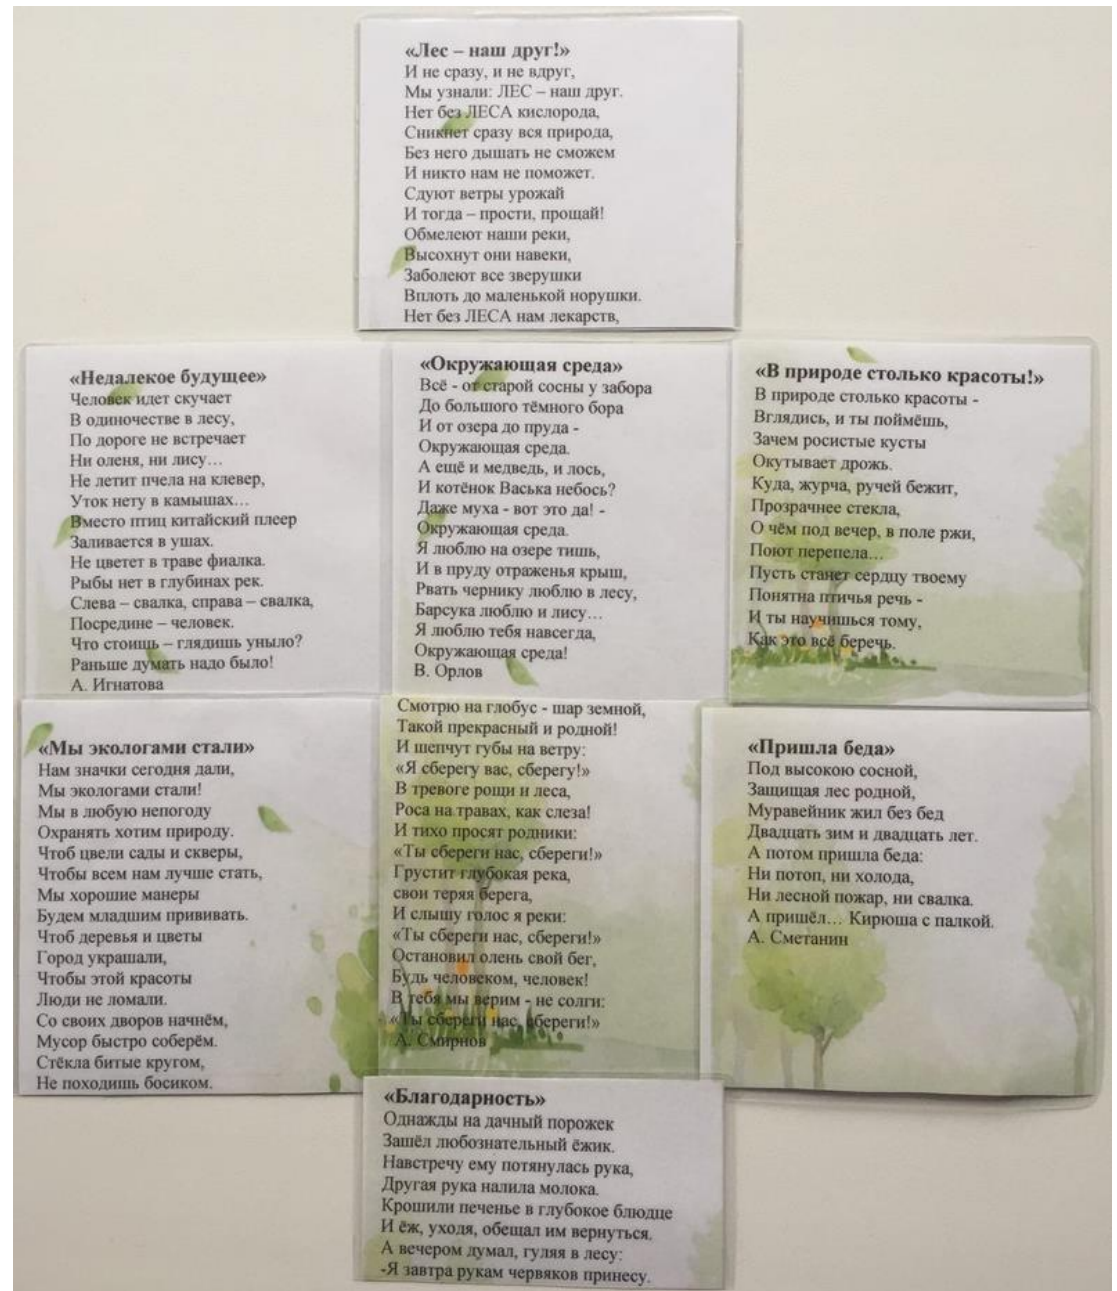 «Лес – наш друг!»
И не сразу, и не вдруг,
Мы узнали: ЛЕС – наш друг.
Нет без ЛЕСА кислорода,
Сникнет сразу вся природа,
Без него дышать не сможем
И никто нам не поможет.
Сдуют ветры урожай
И тогда – прости, прощай!
Обмелеют наши реки,
Высохнут они навеки,
Заболеют все зверушки
Вплоть до маленькой норушки.
Нет без ЛЕСА нам лекарств,
«Недалекое будущее»
Человек идет скучает
В одиночестве в лесу,
По дороге не встречает
Ни оленя, ни лису…
Не летит пчела на клевер,
Уток нету в камышах…
Вместо птиц китайский плеер
Заливается в ушах.
Не цветет в траве фиалка.
Рыбы нет в глубинах рек.
Слева – свалка, справа – свалка,
Посредине – человек.
Что стоишь – глядишь уныло?
Раньше думать надо было!
А. Игнатова
«Окружающая среда»
Всё - от старой сосны у забора
До большого тёмного бора
И от озера до пруда -
Окружающая среда.
А ещё и медведь, и лось,
И котёнок Васька небось?
Даже муха - вот это да! -
Окружающая среда.
Я люблю на озере тишь,
И в пруду отраженья крыш,
Рвать чернику люблю в лесу,
Барсука люблю и лису…
Я люблю тебя навсегда,
Окружающая среда!
В. Орлов
«В природе столько красоты!»
В природе столько красоты -
Вглядись, и ты поймёшь,
Зачем росистые кусты
Окутывает дрожь.
Куда, журча, ручей бежит,
Прозрачнее стекла,
О чём под вечер, в поле ржи,
Поют перепела…
Пусть станет сердцу твоему
Понятна птичья речь -
И ты научишься тому,
Как это всё беречь.
«Мы экологами стали»
Нам значки сегодня дали,
Мы экологами стали!
Мы в любую непогоду
Охранять хотим природу.
Чтоб цвели сады и скверы,
Чтобы всем нам лучше стать,
Мы хорошие манеры
Будем младшим прививать.
Чтоб деревья и цветы
Город украшали,
Чтобы этой красоты
Люди не ломали.
Со своих дворов начнём,
Мусор быстро соберём.
Стёкла битые кругом,
Не походишь босиком.
Смотрю на глобус - шар земной,
Такой прекрасный и родной!
И шепчут губы на ветру:
«Я сберегу вас, сберегу!»
В тревоге рощи и леса,
Роса на травах, как слеза!
И тихо просят родники:
«Ты сбереги нас, сбереги!»
Грустит глубокая река,
свои теряя берега,
И слышу голос я реки:
«Ты сбереги нас, сбереги!»
Остановил олень свой бег,
Будь человеком, человек!
В тебя мы верим - не солги:
«Ты сбереги нас, сбереги!»
А. Смирнов
«Пришла беда»
Под высокою сосной,
Защищая лес родной,
Муравейник жил без бед
Двадцать зим и двадцать лет.
А потом пришла беда:
Ни потоп, ни холода,
Ни лесной пожар, ни свалка.
А пришёл… Кирюша с палкой.
А. Сметанин
«Благодарность»
Однажды на дачный порожек
Зашёл любознательный ёжик.
Навстречу ему потянулась рука,
Другая рука налила молока.
Крошили печенье в глубокое блюдце
И ёж, уходя, обещал им вернуться.
А вечером думал, гуляя в лесу:
-Я завтра рукам червяков принесу.